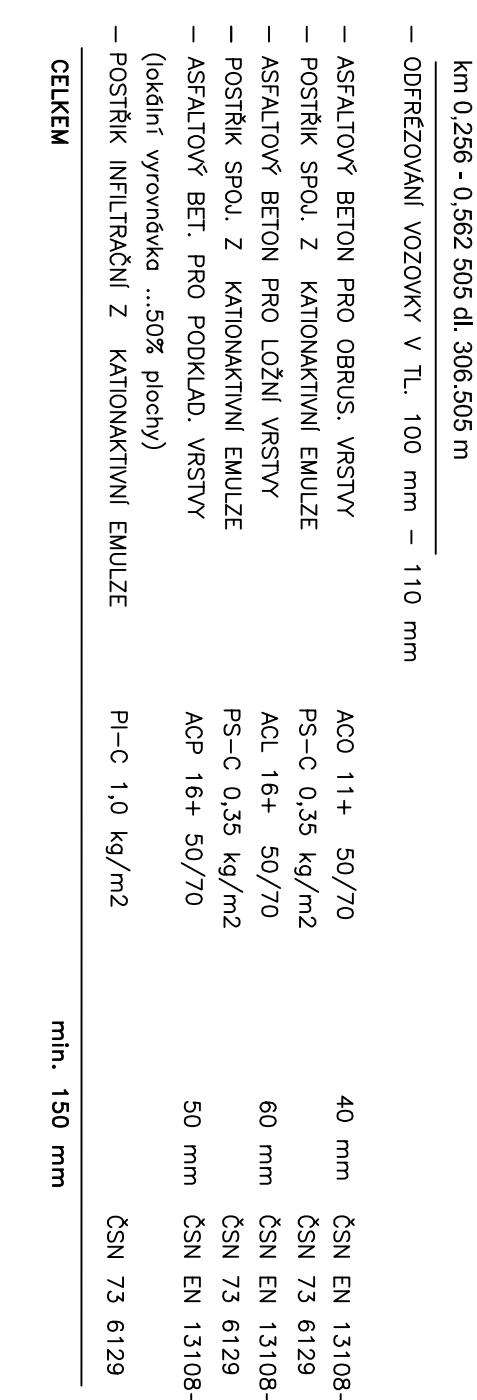 km 0,256 - 0,562 505 dl. 306.505 m
– ODFRÉZOVÁNÍ VOZOVKY V TL. 100 mm – 110 mm
– ASFALTOVÝ BETON PRO OBRUS. VRSTVY ACO 11+ 50/70 40 mm ČSN EN 13108-
– POSTŘIK SPOJ. Z KATIONAKTIVNÍ EMULZE PS–C 0,35 kg/m2 ČSN 73 6129
– ASFALTOVÝ BETON PRO LOŽNÍ VRSTVY ACL 16+ 50/70 60 mm ČSN EN 13108-
– POSTŘIK SPOJ. Z KATIONAKTIVNÍ EMULZE PS–C 0,35 kg/m2 ČSN 73 6129
– ASFALTOVÝ BET. PRO PODKLAD. VRSTVY ACP 16+ 50/70 50 mm ČSN EN 13108-
(lokální vyrovnávka ...50% plochy)
– POSTŘIK INFILTRAČNÍ Z KATIONAKTIVNÍ EMULZE PI–C 1,0 kg/m2 ČSN 73 6129
CELKEM min. 150 mm